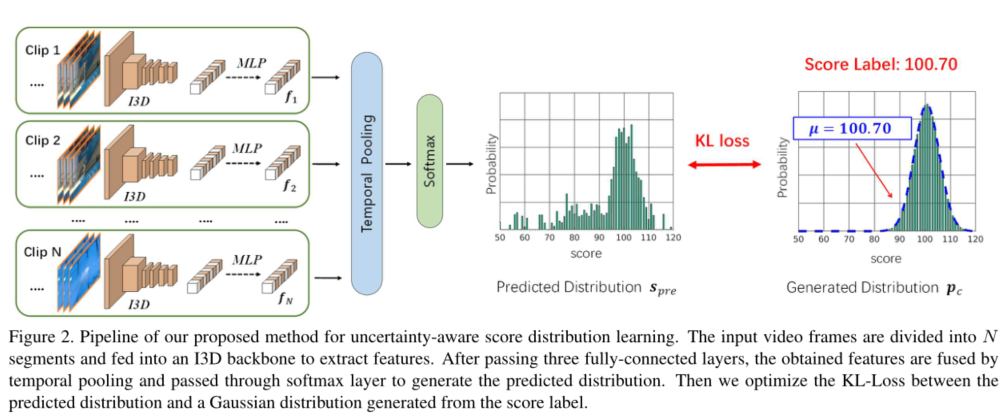 Clip 1
....
I3D
MLP
f1
Clip 2
....
I3D
MLP
f2
.... .... .... ....
Clip N
....
I3D
MLP
fN
Temporal Pooling
Softmax
Probability
50 60 70 80 90 100 110 120
score
Predicted Distribution s_pre
KL loss
Score Label: 100.70
μ = 100.70
Probability
50 60 70 80 90 100 110 120
score
Generated Distribution p_c
Figure 2. Pipeline of our proposed method for uncertainty-aware score distribution learning. The input video frames are divided into N
segments and fed into an I3D backbone to extract features. After passing three fully-connected layers, the obtained features are fused by
temporal pooling and passed through softmax layer to generate the predicted distribution. Then we optimize the KL-Loss between the
predicted distribution and a Gaussian distribution generated from the score label.